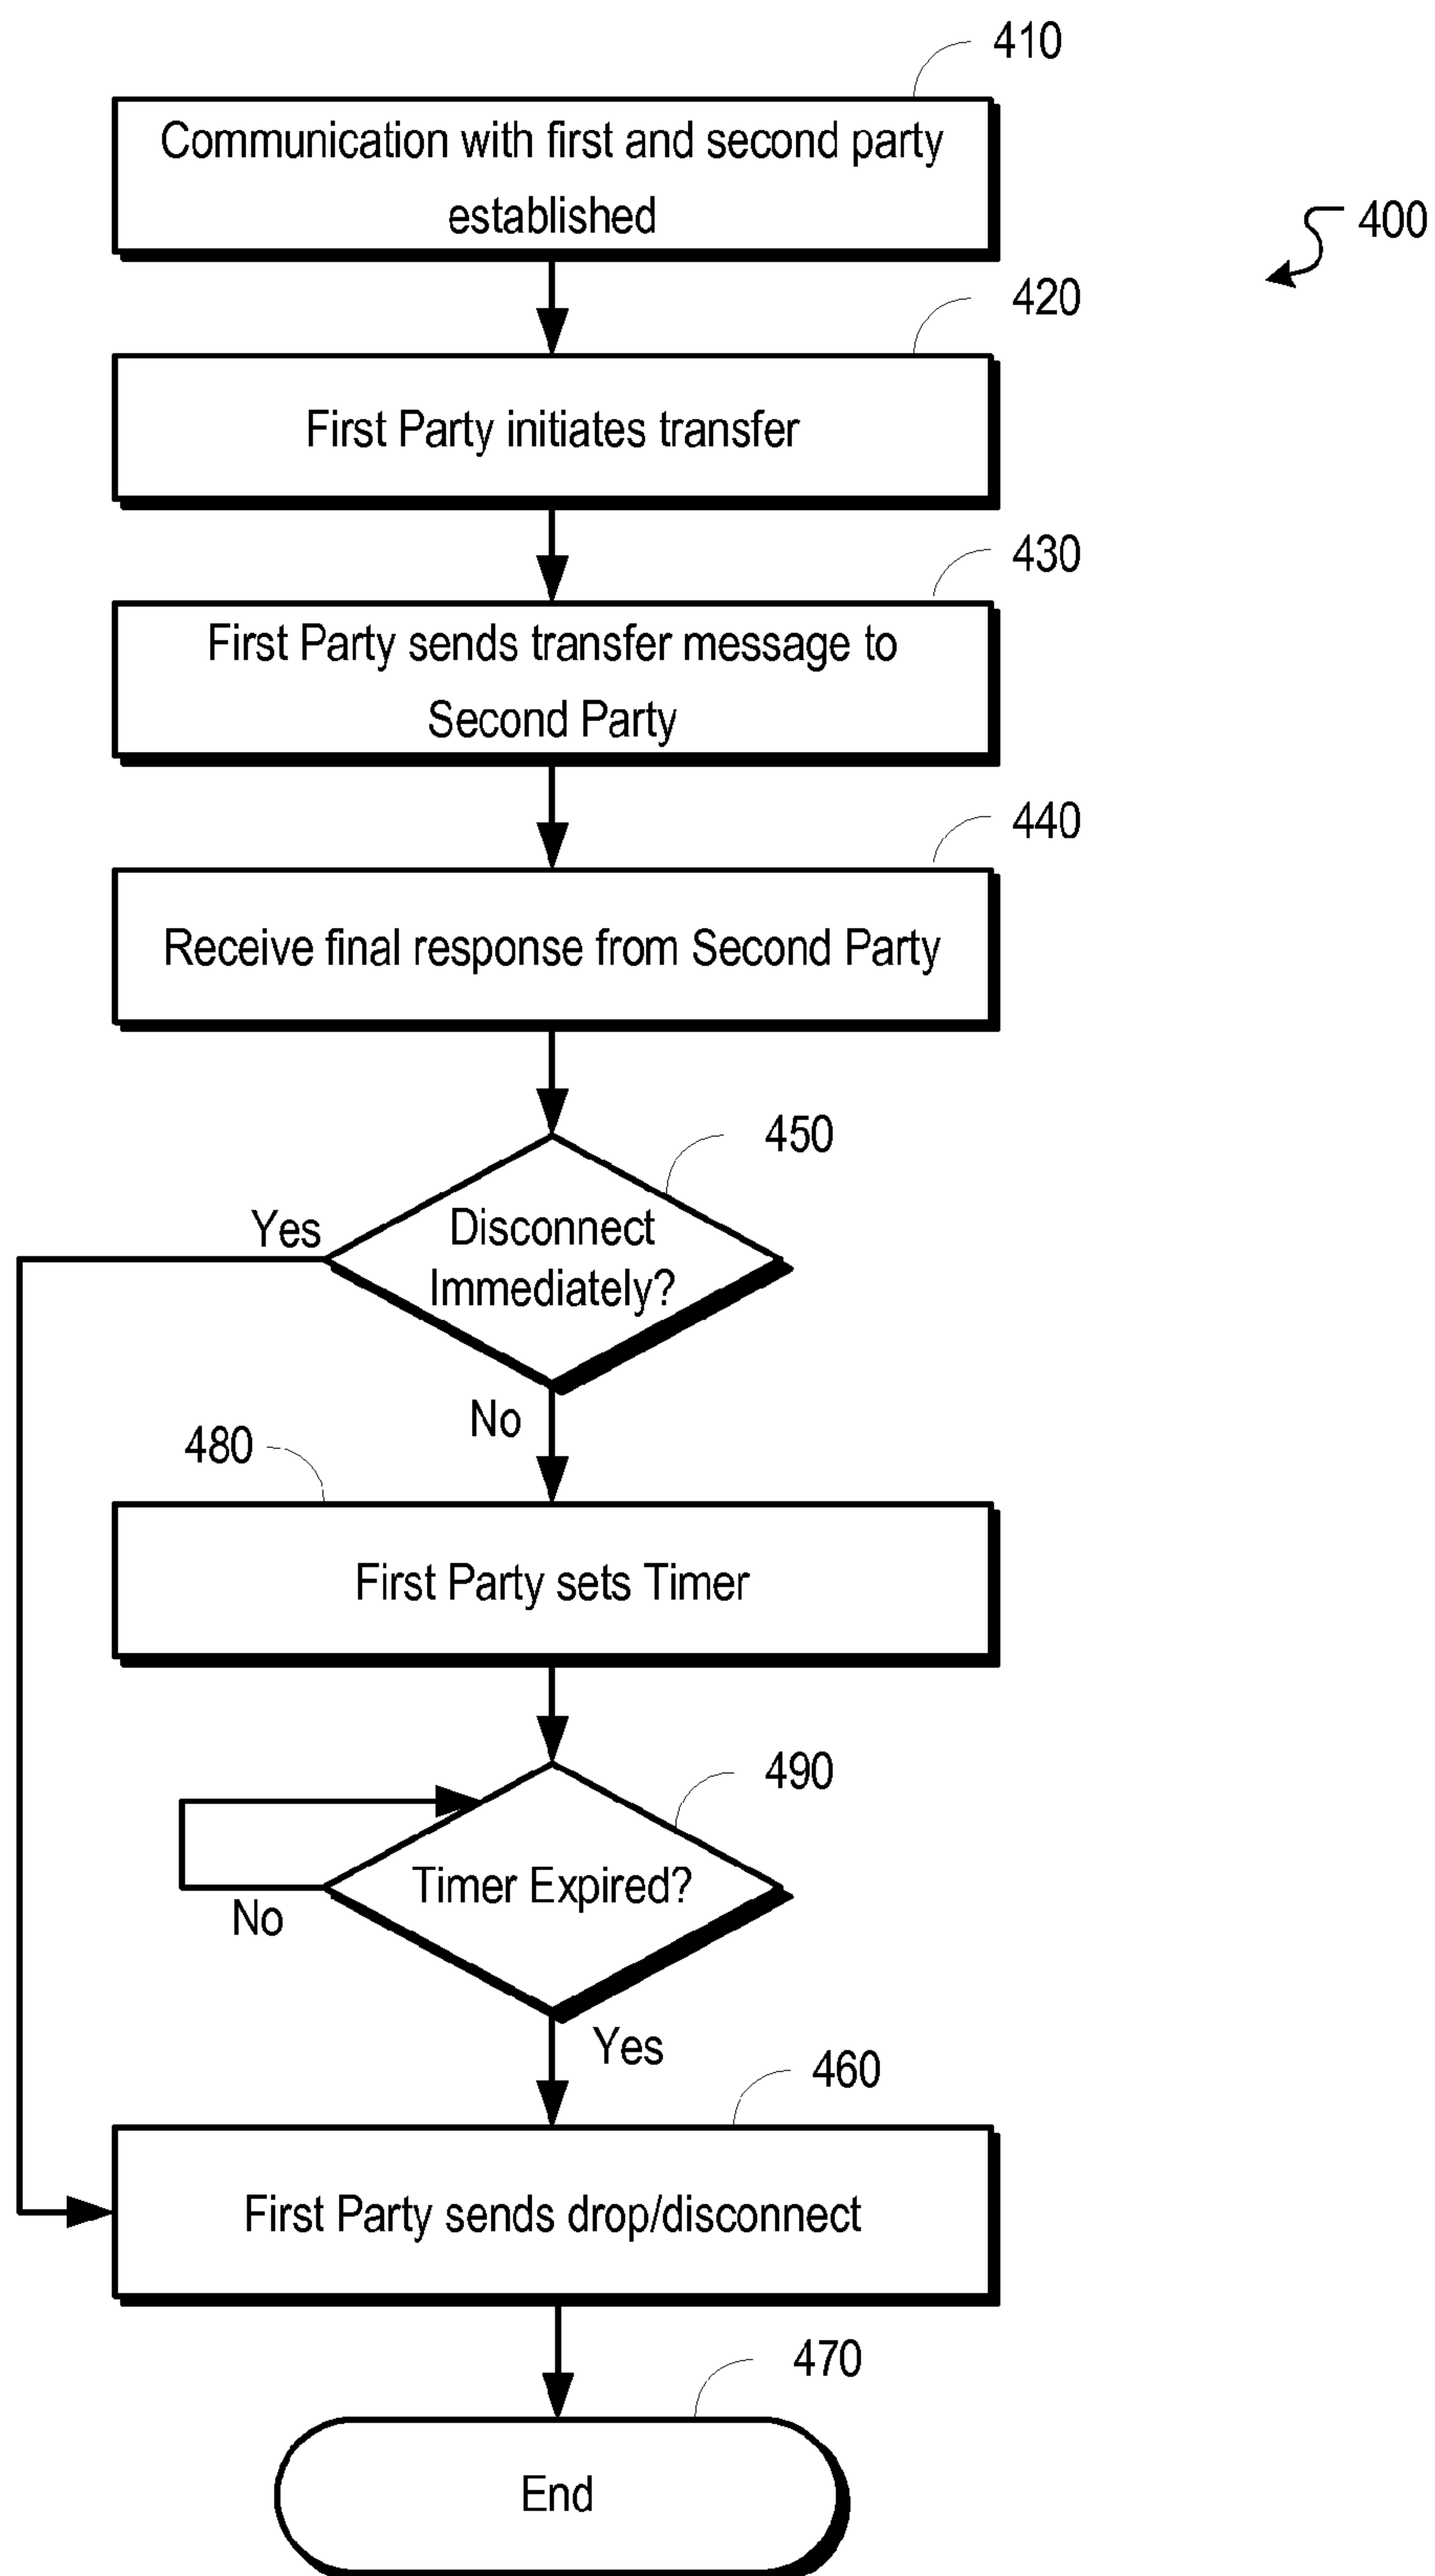 410
Communication with first and second party
established
400
420
First Party initiates transfer
430
First Party sends transfer message to
Second Party
440
Receive final response from Second Party
450
Yes
Disconnect
Immediately?
No
480
First Party sets Timer
490
Timer Expired?
No
Yes
460
First Party sends drop/disconnect
470
End